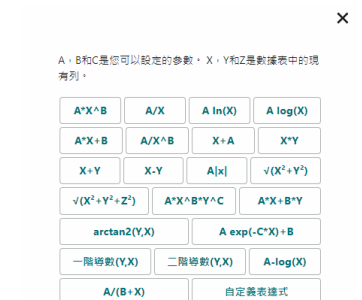 A,B和C是您可以設定的參數。 X,Y和Z是數據表中的現
有列。
A*X^B A/X A ln(X) A log(X)
A*X+B A/X^B X+A X*Y
X+Y X-Y A|x| √(X²+Y²)
√(X²+Y²+Z²) A*X^B*Y^C A*X+B*Y
arctan2(Y,X) A exp(-C*X)+B
一階導數(Y,X) 二階導數(Y,X) A-log(X)
A/(B+X) 自定義表達式